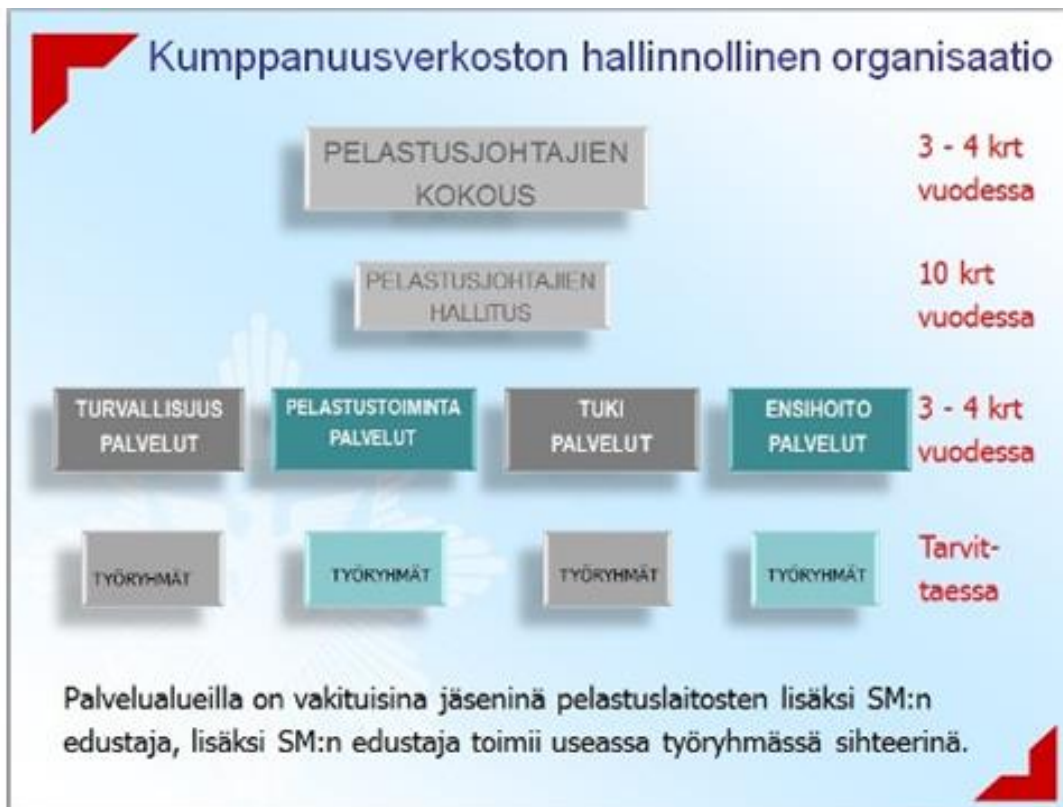 Kumppanuusverkoston hallinnollinen organisaatio
PELASTUSJOHTAJIEN
KOKOUS
3 - 4 krt
vuodessa
PELASTUSJOHTAJIEN
HALLITUS
10 krt
vuodessa
TURVALLISUUS
PALVELUT
PELASTUSTOIMINTA
PALVELUT
TUKI
PALVELUT
ENSIHOITO
PALVELUT
3 - 4 krt
vuodessa
TYÖRYHMÄT
TYÖRYHMÄT
TYÖRYHMÄT
TYÖRYHMÄT
Tarvit-
taessa
Palvelualueilla on vakituisina jäseninä pelastuslaitosten lisäksi SM:n
edustaja, lisäksi SM:n edustaja toimii useassa työryhmässä sihteerinä.